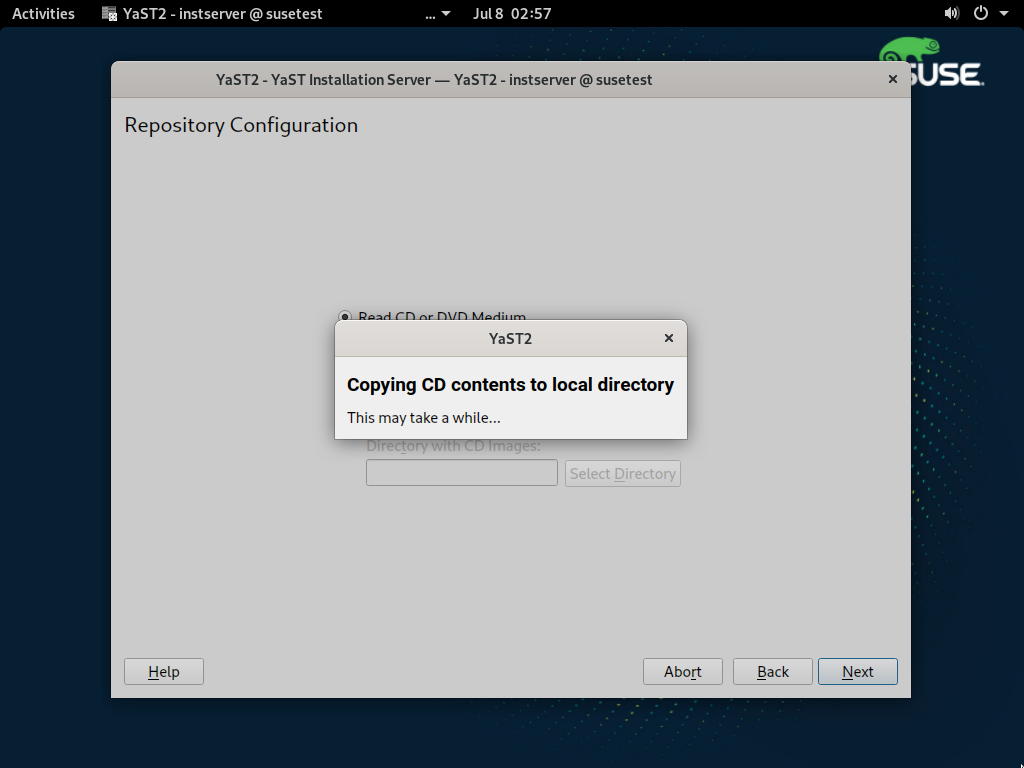 Activities
YaST2 - instserver @ susetest
...
Jul 8 02:57
SUSE
YaST2 - YaST Installation Server — YaST2 - instserver @ susetest
Repository Configuration
Read CD or DVD Medium
YaST2
Copying CD contents to local directory
This may take a while...
Directory with CD Images:
Select Directory
Help
Abort
Back
Next